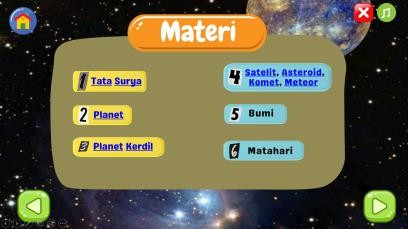 Materi
1 Tata Surya
2 Planet
3 Planet Kerdil
4 Satelit, Asteroid,
Komet, Meteor
5 Bumi
6 Matahari